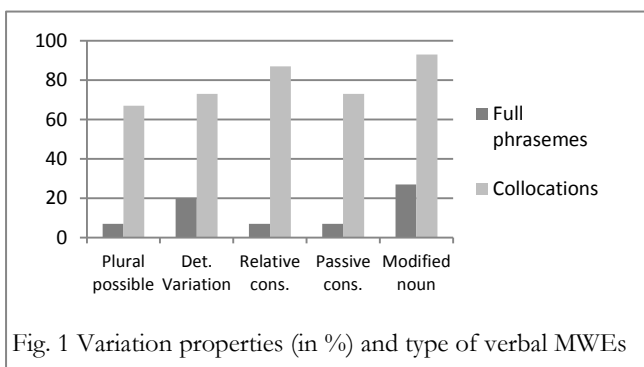 100
80
60
40
20
0
Plural possible
Det. Variation
Relative cons.
Passive cons.
Modified noun
Full phrasemes
Collocations
Fig. 1 Variation properties (in %) and type of verbal MWEs